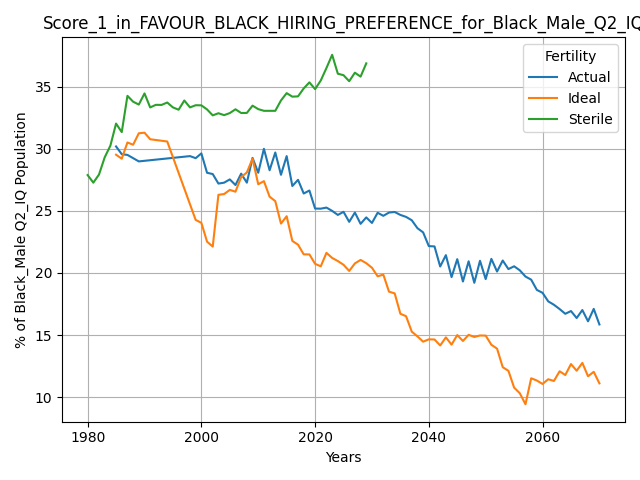 Score_1_in_FAVOUR_BLACK_HIRING_PREFERENCE_for_Black_Male_Q2_IQ
Fertility
Actual
Ideal
Sterile
% of Black_Male Q2_IQ Population
35
30
25
20
15
10
1980
2000
2020
2040
2060
Years